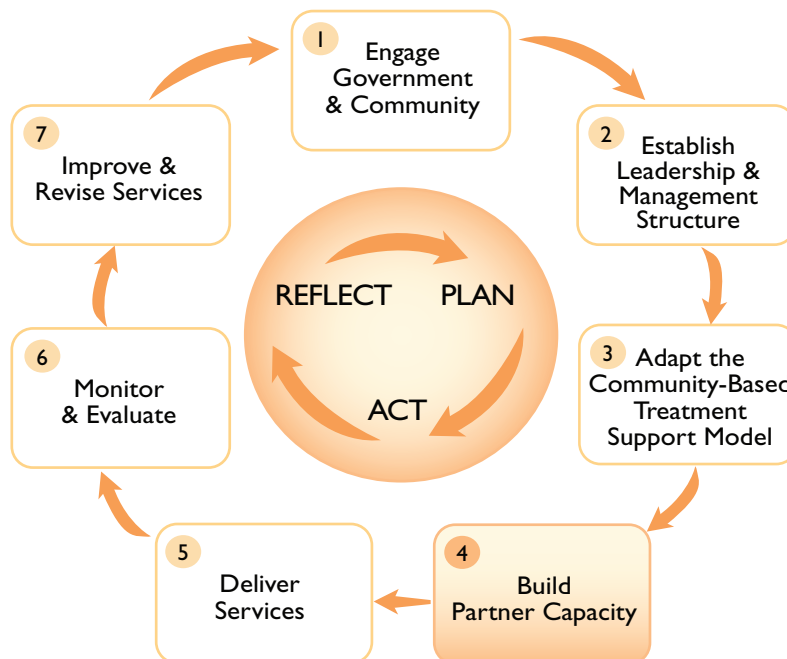 1
Engage
Government
& Community
2
Establish
Leadership &
Management
Structure
3
Adapt the
Community-Based
Treatment
Support Model
4
Build
Partner Capacity
5
Deliver
Services
6
Monitor
& Evaluate
7
Improve &
Revise Services
REFLECT
PLAN
ACT